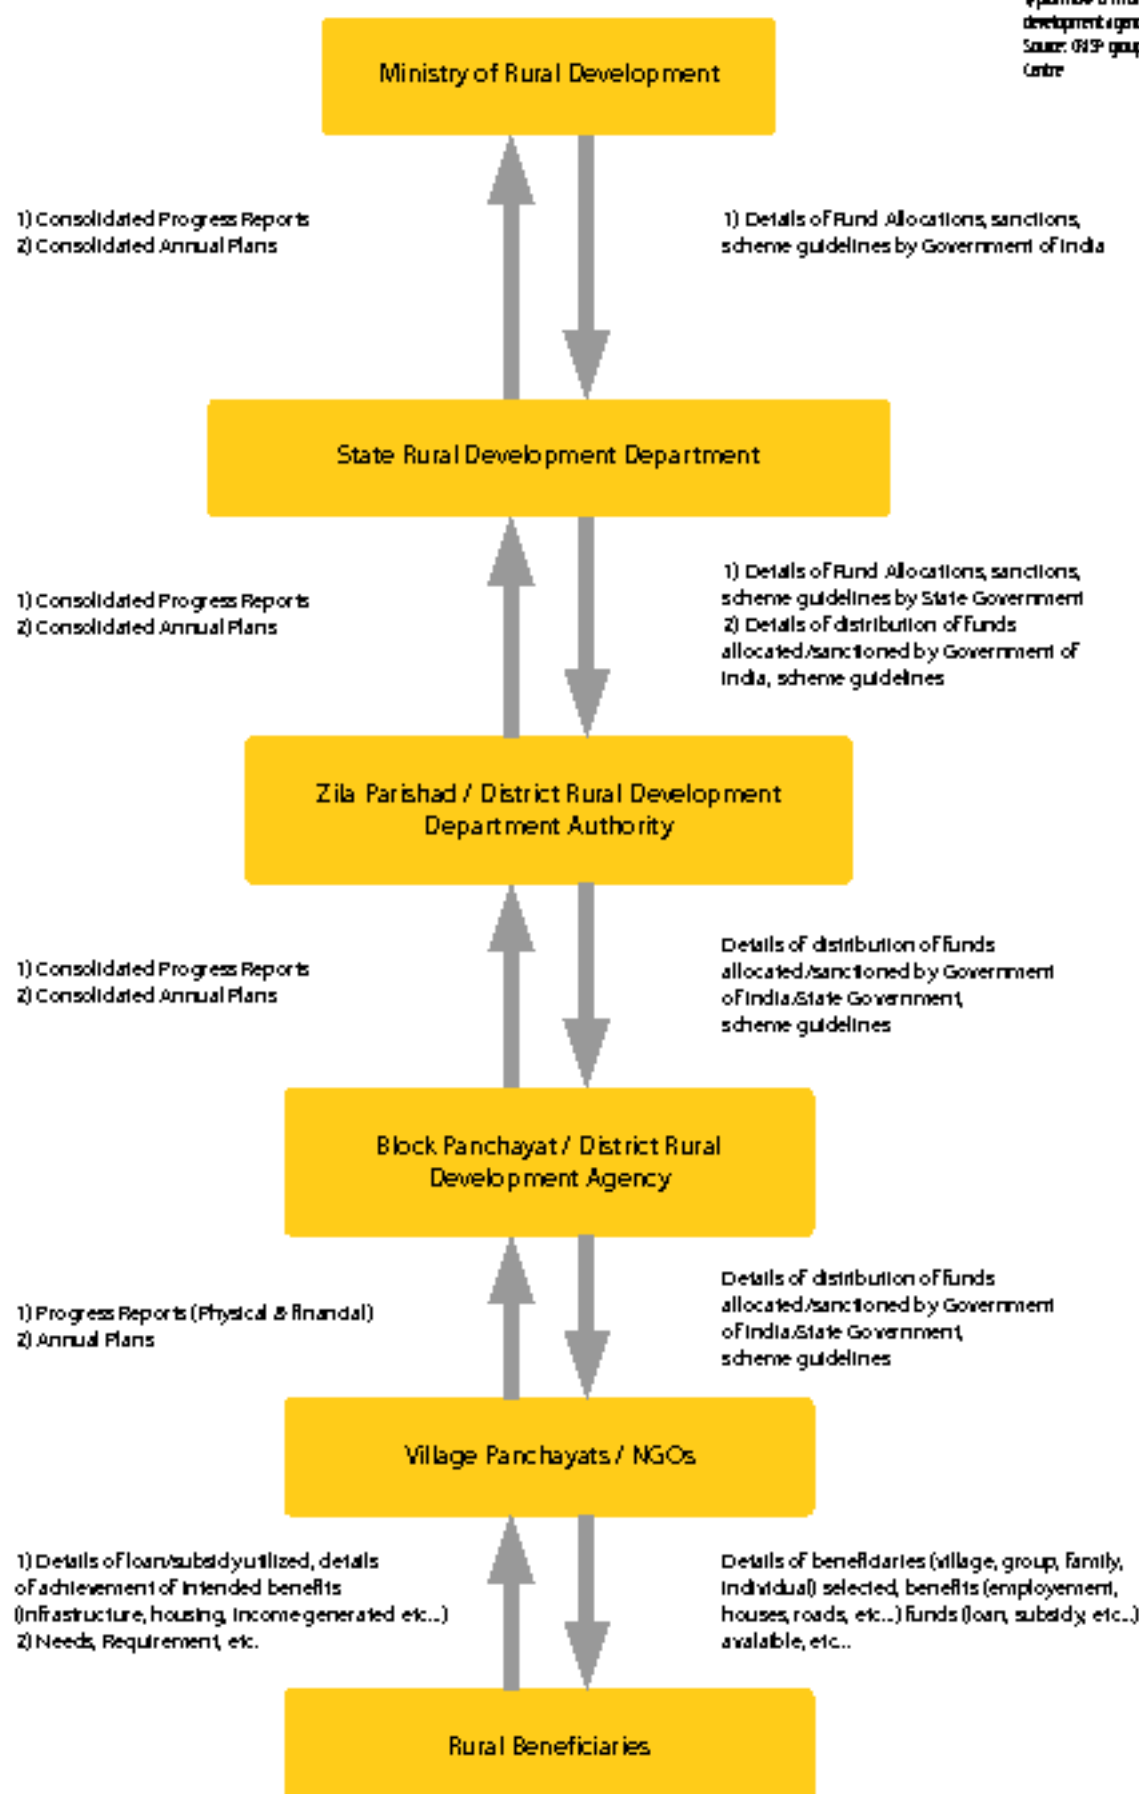 development agen
Centre
Ministry of Rural Development
1) Consolidated Progress Reports
2) Consolidated Annual Plans
1) Details of Fund Allocations, sanctions,
scheme guidelines by Government of India
State Rural Development Department
1) Consolidated Progress Reports
2) Consolidated Annual Plans
1) Details of Fund Allocations, sanctions,
scheme guidelines by State Government
2) Details of distribution of funds
allocated/sanctioned by Government of
India, scheme guidelines
Zila Parishad / District Rural Development
Department Authority
1) Consolidated Progress Reports
2) Consolidated Annual Plans
Details of distribution of funds
allocated/sanctioned by Government
of India/State Government,
scheme guidelines
Block Panchayat / District Rural
Development Agency
1) Progress Reports (Physical & financial)
2) Annual Plans
Details of distribution of funds
allocated/sanctioned by Government
of India/State Government,
scheme guidelines
Village Panchayats / NGOs
1) Details of loan/subsidy utilized, details
of achievement of intended benefits
(infrastructure, housing, income generated etc...)
2) Needs, Requirement, etc.
Details of beneficiaries (village, group, family,
individual) selected, benefits (employement,
houses, roads, etc...) funds (loan, subsidy, etc...)
avalaible, etc...
Rural Beneficiaries